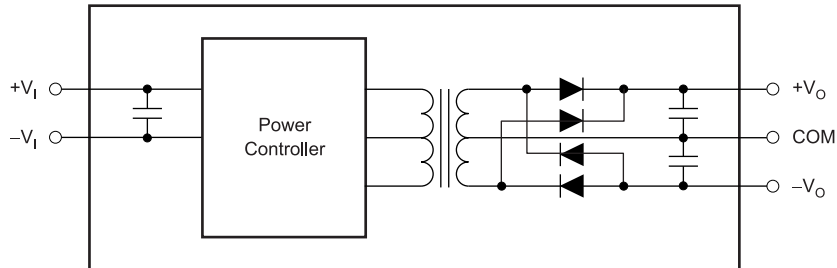 +V_I
−V_I
Power
Controller
+V_O
COM
−V_O